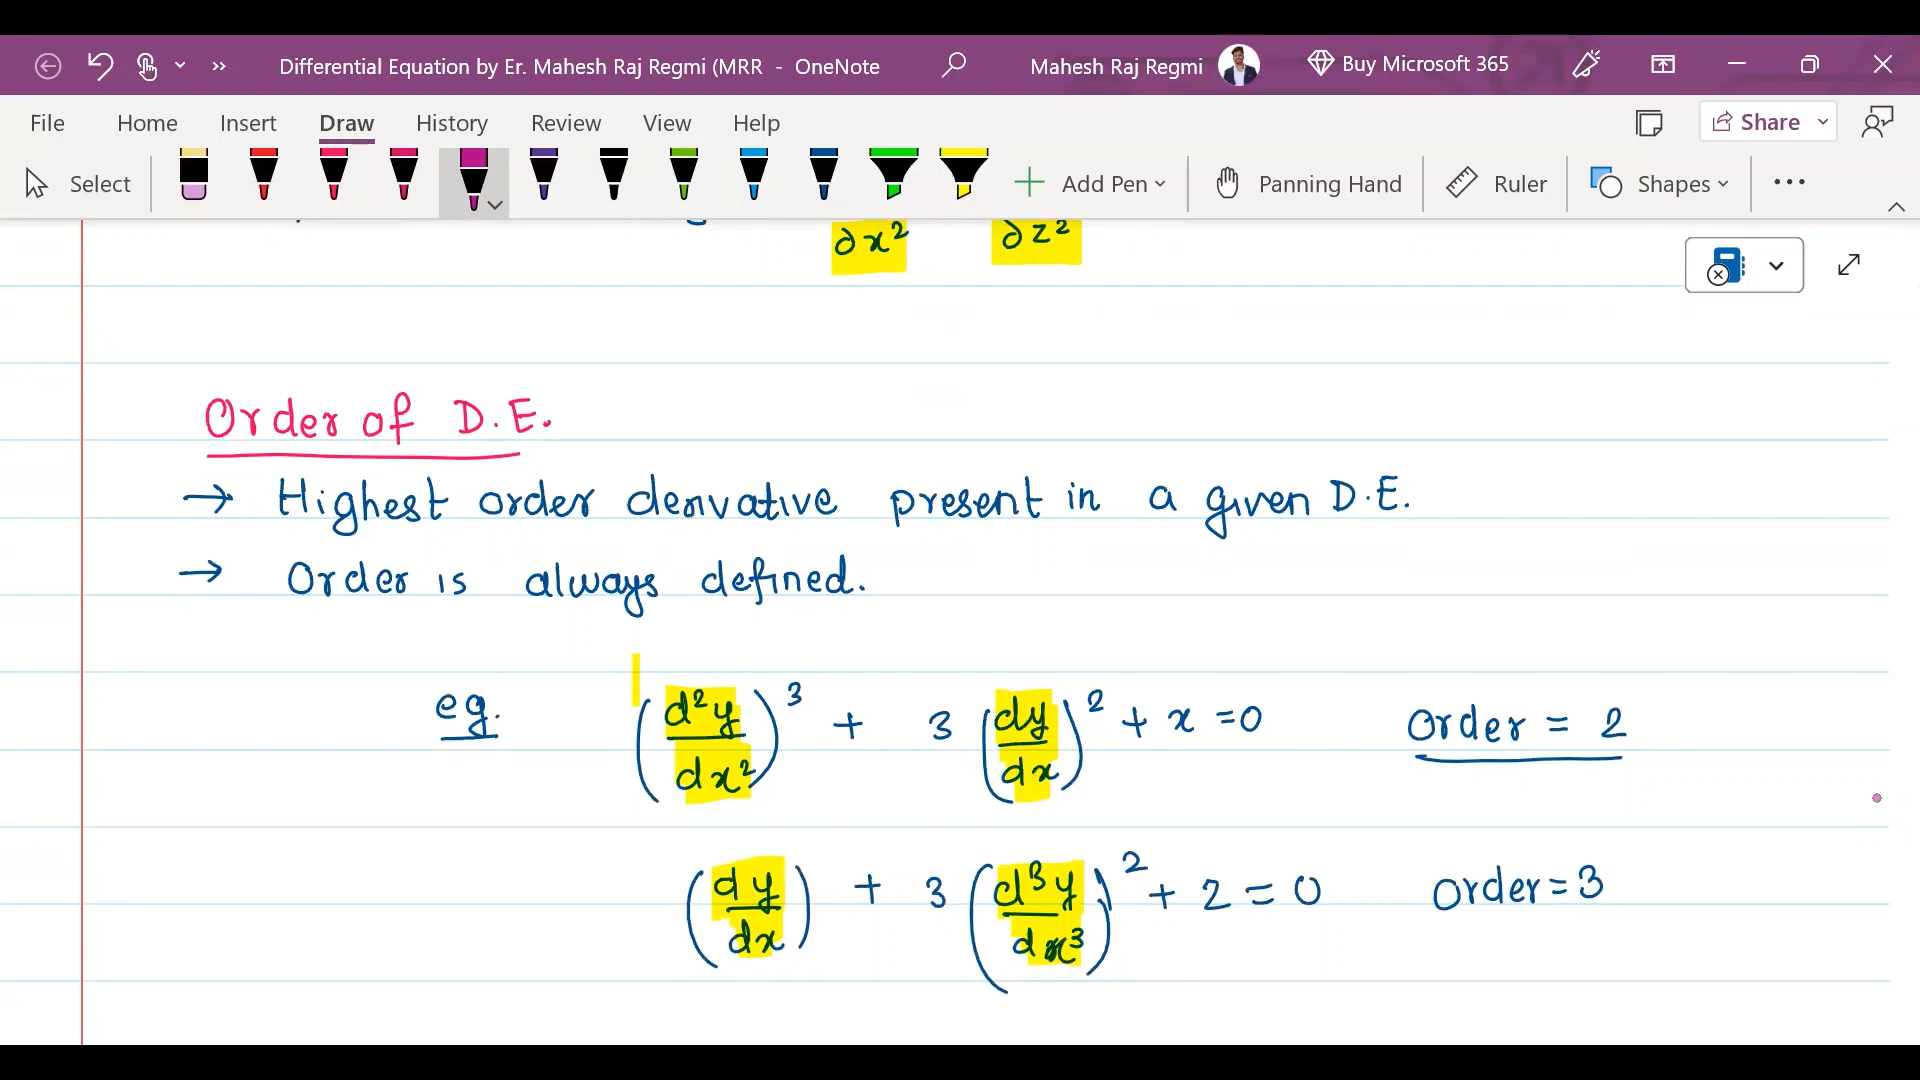 Differential Equation by Er. Mahesh Raj Regmi (MRR - OneNote Mahesh Raj Regmi Buy Microsoft 365
File Home Insert Draw History Review View Help Share
Select Add Pen Panning Hand Ruler Shapes
∂x² ∂z²
Order of D.E.
→ Highest order derivative present in a given D.E.
→ Order is always defined.
eg. (d²y/dx²)³ + 3 (dy/dx)² + x = 0 Order = 2
(dy/dx) + 3 (d³y/dx³)² + 2 = 0 Order = 3